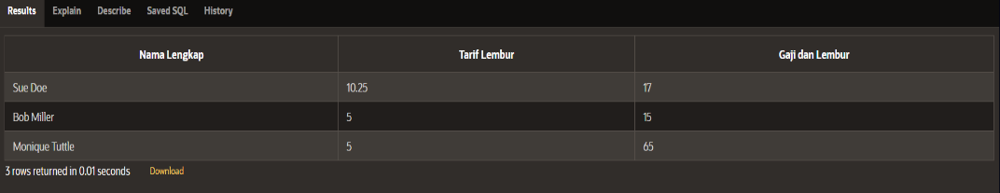 Results Explain Describe Saved SQL History
Nama Lengkap Tarif Lembur Gaji dan Lembur
Sue Doe 10.25 17
Bob Miller 5 15
Monique Tuttle 5 65
3 rows returned in 0.01 seconds Download